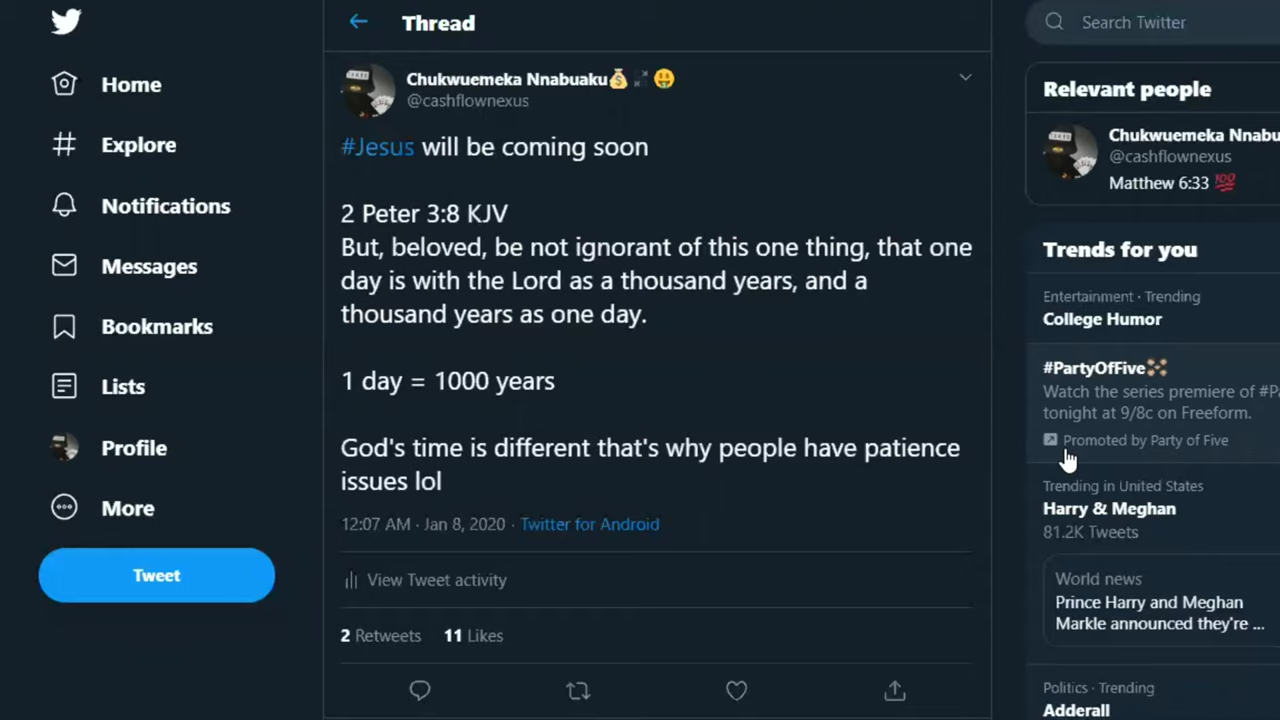 Home
Explore
Notifications
Messages
Bookmarks
Lists
Profile
More
Tweet
Thread
Chukwuemeka Nnabuaku💰🤑
@cashflownexus
#Jesus will be coming soon
2 Peter 3:8 KJV
But, beloved, be not ignorant of this one thing, that one
day is with the Lord as a thousand years, and a
thousand years as one day.
1 day = 1000 years
God's time is different that's why people have patience
issues lol
12:07 AM · Jan 8, 2020 · Twitter for Android
View Tweet activity
2 Retweets 11 Likes
Search Twitter
Relevant people
Chukwuemeka Nnabu
@cashflownexus
Matthew 6:33 💯
Trends for you
Entertainment · Trending
College Humor
#PartyOfFive
Watch the series premiere of #Pa
tonight at 9/8c on Freeform.
Promoted by Party of Five
Trending in United States
Harry & Meghan
81.2K Tweets
World news
Prince Harry and Meghan
Markle announced they're ...
Politics · Trending
Adderall